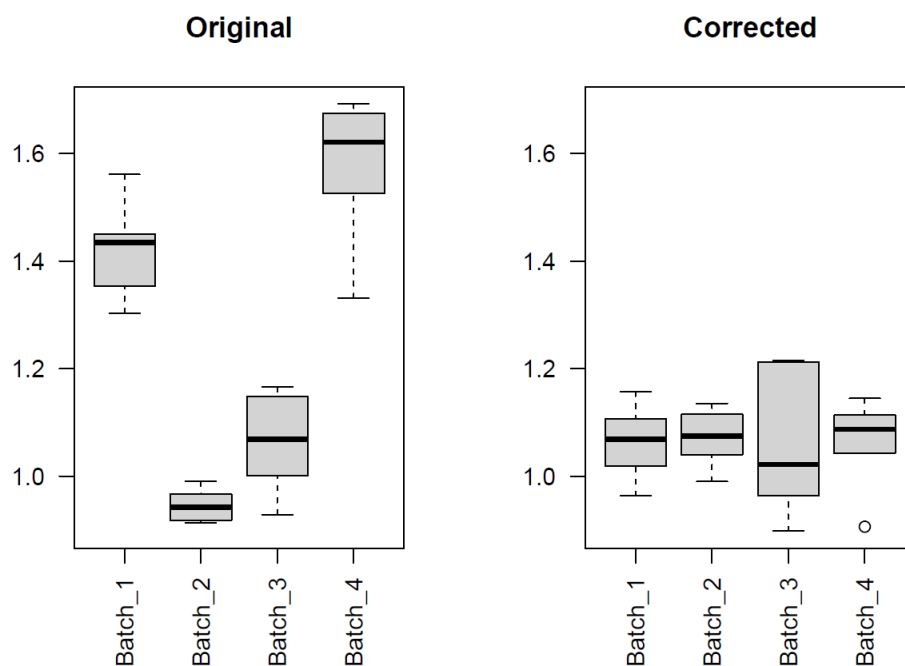 Original
1.6
1.4
1.2
1.0
Batch_1
Batch_2
Batch_3
Batch_4
Corrected
1.6
1.4
1.2
1.0
Batch_1
Batch_2
Batch_3
Batch_4